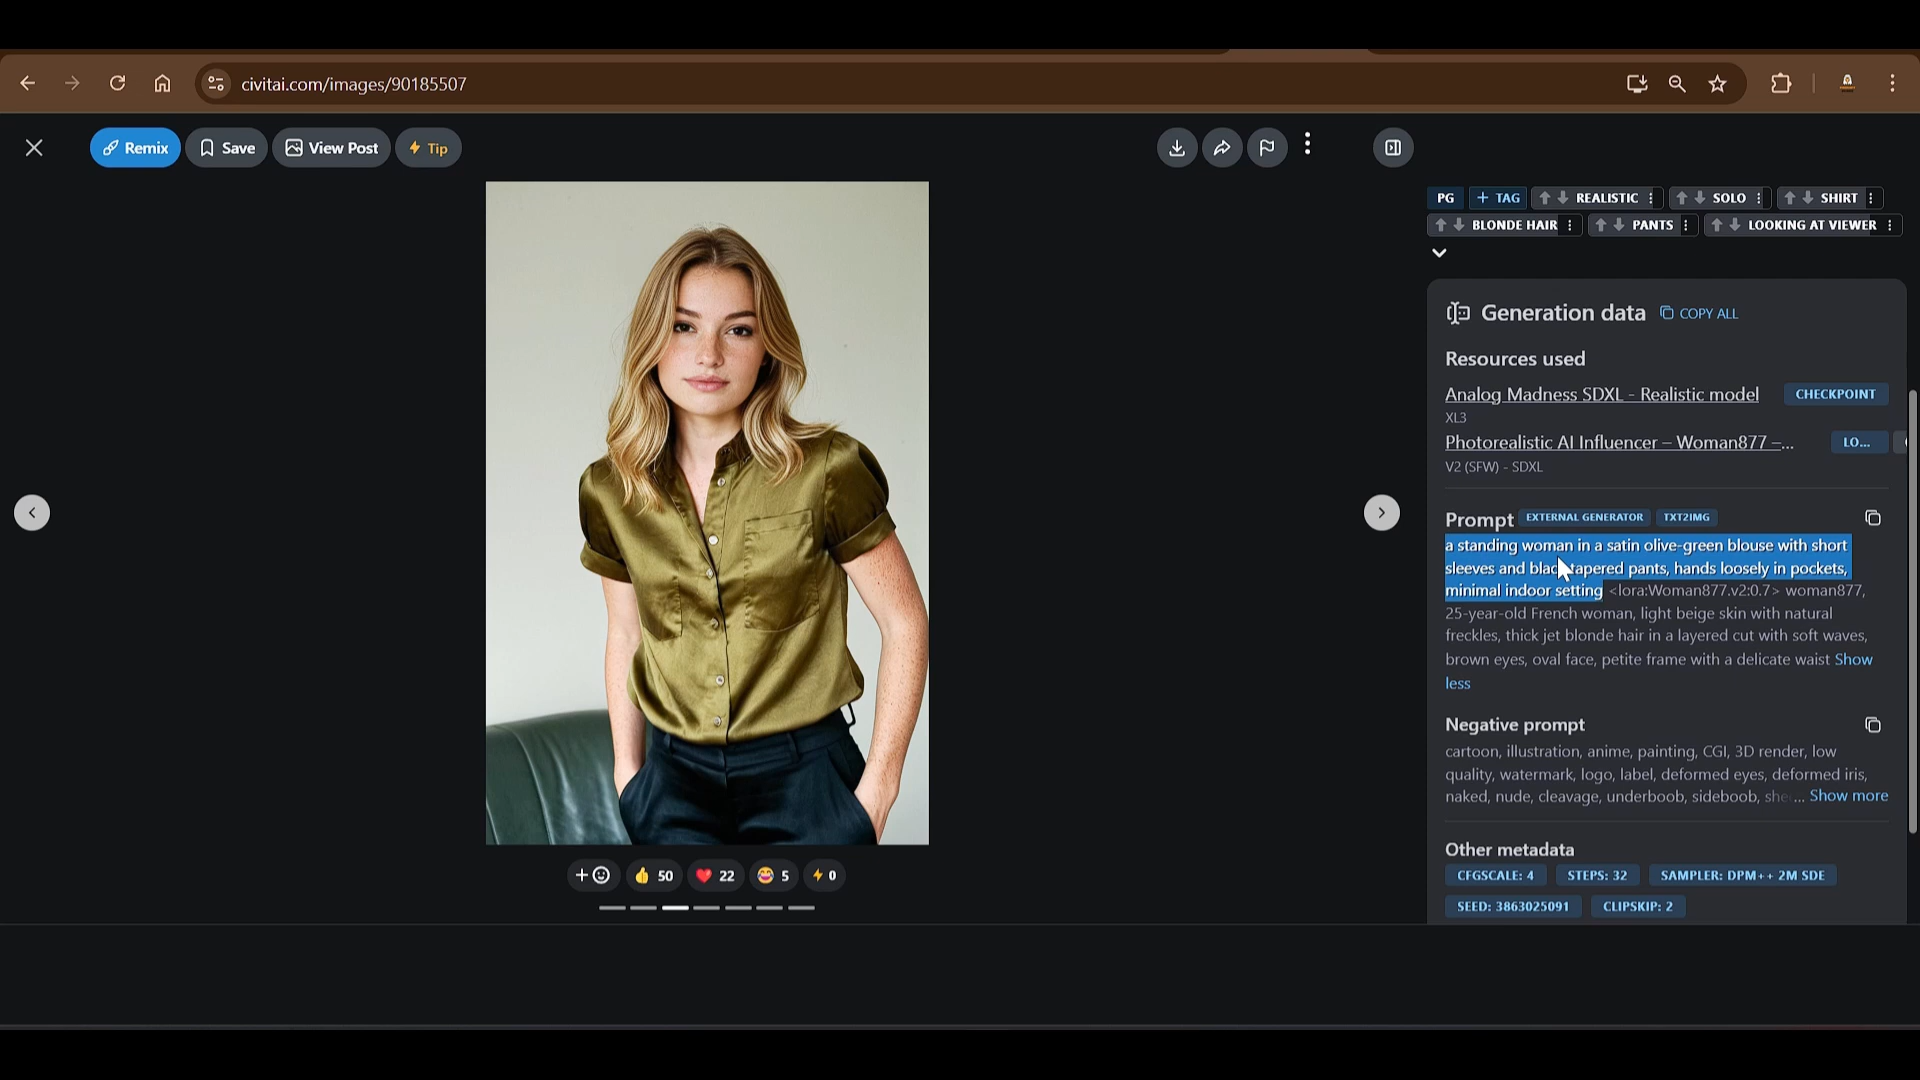 civitai.com/images/90185507
Remix Save View Post Tip
PG + TAG REALISTIC SOLO SHIRT
BLONDE HAIR PANTS LOOKING AT VIEWER
Generation data COPY ALL
Resources used
Analog Madness SDXL - Realistic model CHECKPOINT
XL3
Photorealistic AI Influencer – Woman877 –... LO...
V2 (SFW) - SDXL
Prompt EXTERNAL GENERATOR TXT2IMG
a standing woman in a satin olive-green blouse with short
sleeves and black tapered pants, hands loosely in pockets,
minimal indoor setting <lora:Woman877.v2:0.7> woman877,
25-year-old French woman, light beige skin with natural
freckles, thick jet blonde hair in a layered cut with soft waves,
brown eyes, oval face, petite frame with a delicate waist Show
less
Negative prompt
cartoon, illustration, anime, painting, CGI, 3D render, low
quality, watermark, logo, label, deformed eyes, deformed iris,
naked, nude, cleavage, underboob, sideboob, she... Show more
Other metadata
CFGSCALE: 4 STEPS: 32 SAMPLER: DPM++ 2M SDE
SEED: 3863025091 CLIPSKIP: 2
50 22 5 0